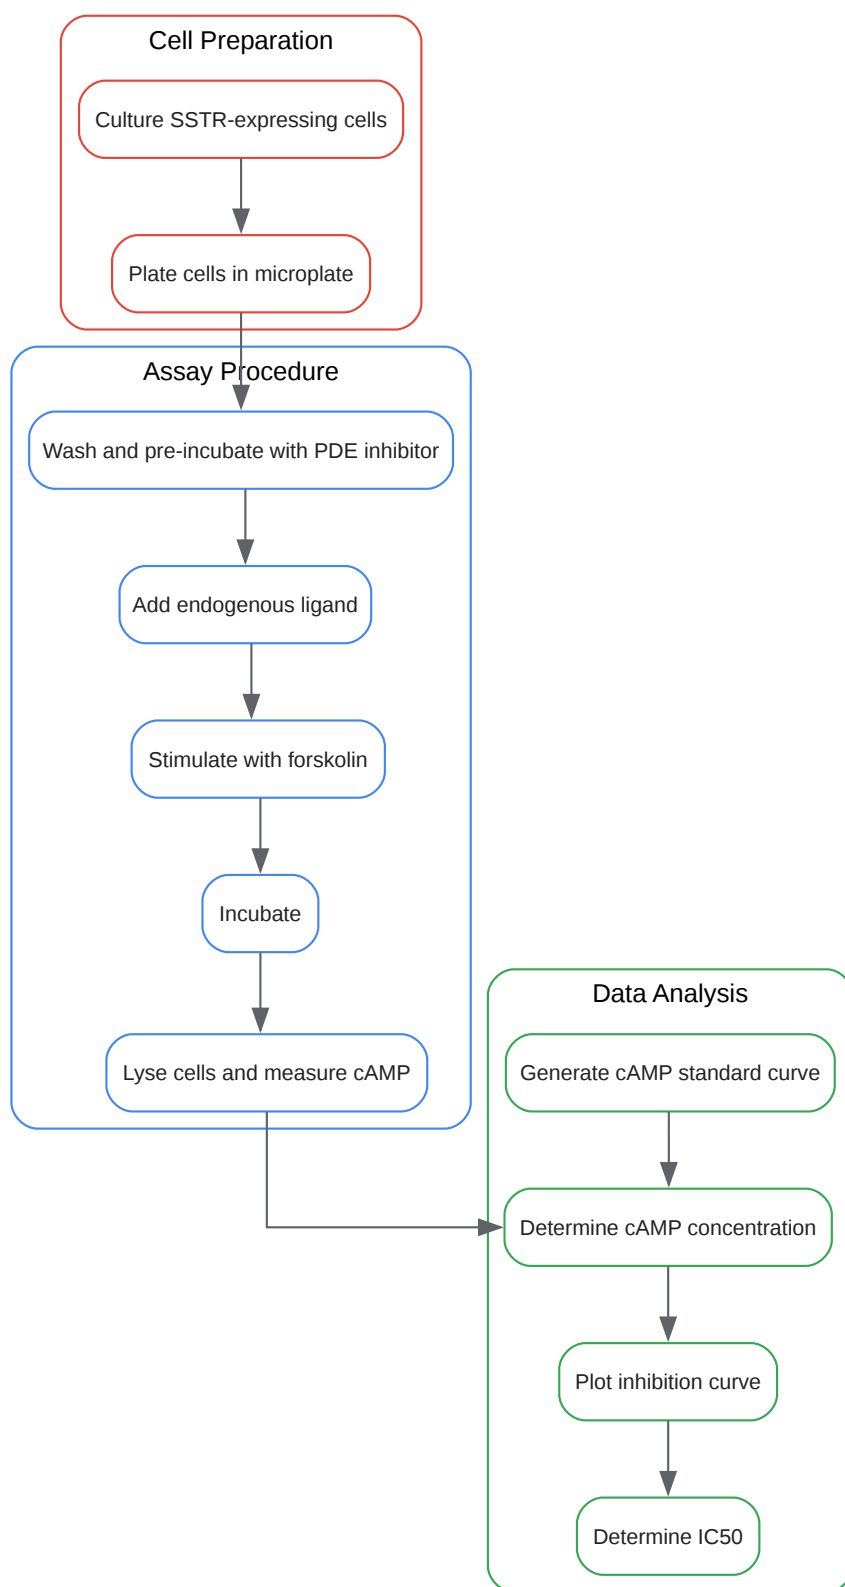 Cell Preparation
Culture SSTR-expressing cells
Plate cells in microplate
Assay Procedure
Wash and pre-incubate with PDE inhibitor
Add endogenous ligand
Stimulate with forskolin
Incubate
Lyse cells and measure cAMP
Data Analysis
Generate cAMP standard curve
Determine cAMP concentration
Plot inhibition curve
Determine IC50